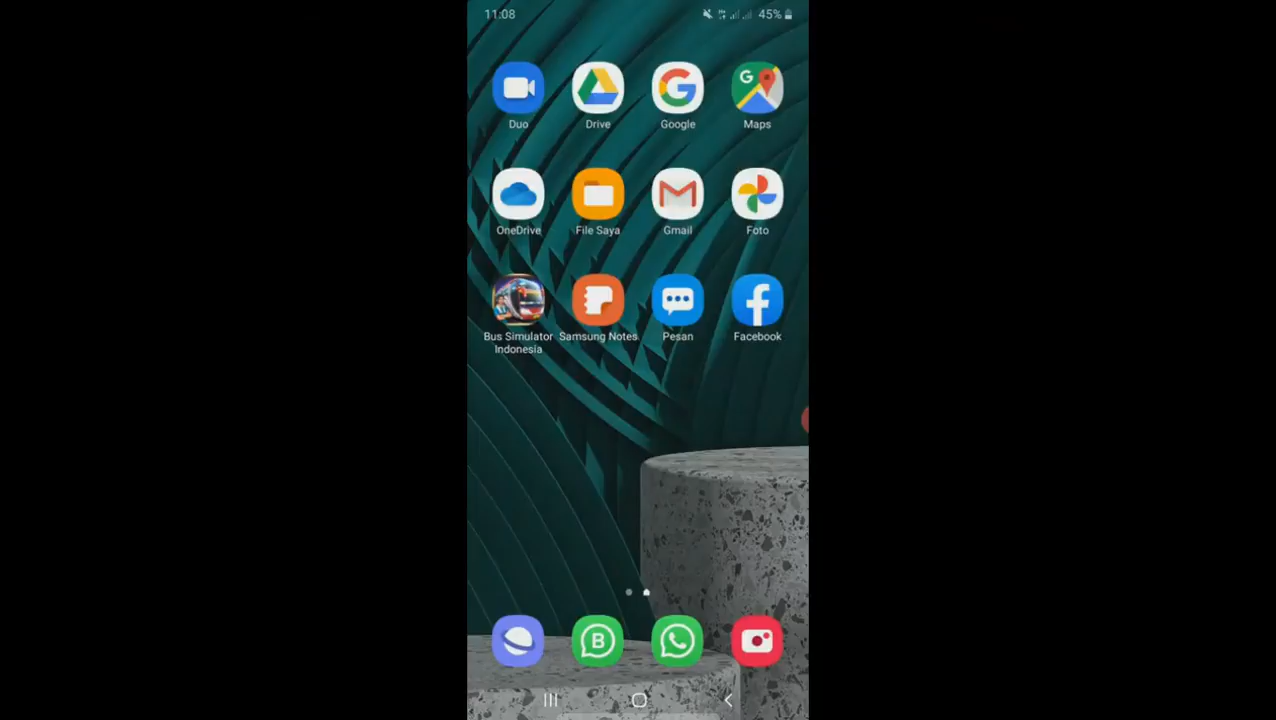 11:08
45%
Duo
Drive
Google
Maps
OneDrive
File Saya
Gmail
Foto
Bus Simulator
Indonesia
Samsung Notes
Pesan
Facebook